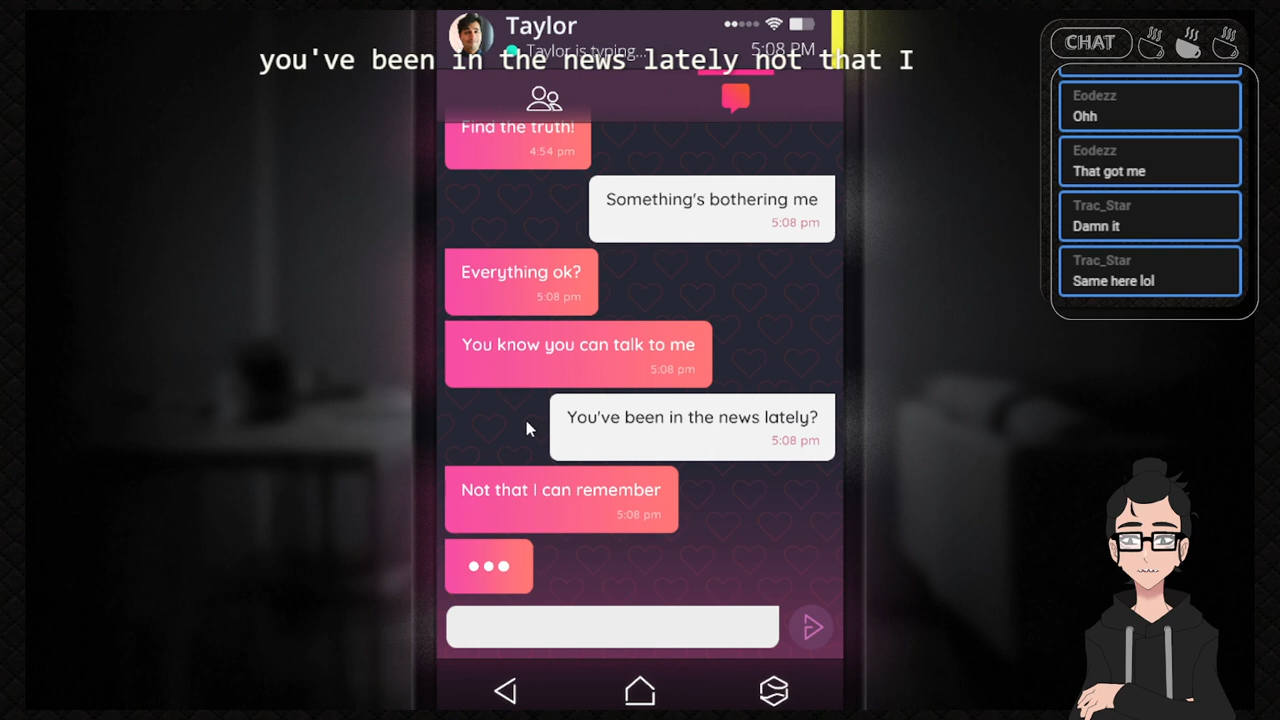 Taylor
Taylor is typing...
5:08 PM
you've been in the news lately not that I
Find the truth!
4:54 pm
Something's bothering me
5:08 pm
Everything ok?
5:08 pm
You know you can talk to me
5:08 pm
You've been in the news lately?
5:08 pm
Not that I can remember
5:08 pm
CHAT
Eodezz
Ohh
Eodezz
That got me
Trac_Star
Damn it
Trac_Star
Same here lol